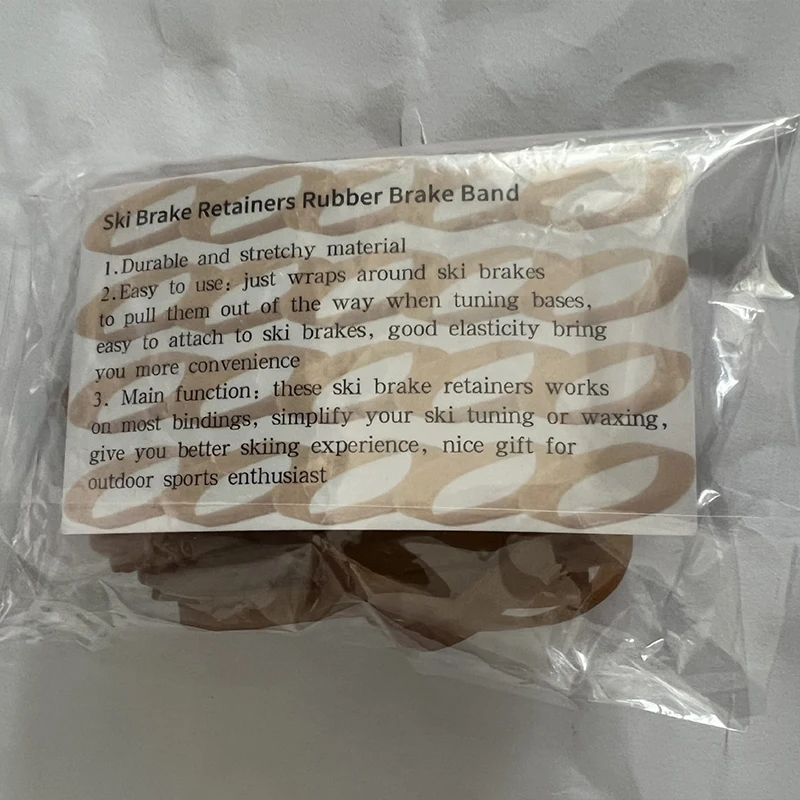 Ski Brake Retainers Rubber Brake Band
1.Durable and stretchy material
2.Easy to use: just wraps around ski brakes
to pull them out of the way when tuning bases,
easy to attach to ski brakes, good elasticity bring
you more convenience
3. Main function: these ski brake retainers works
on most bindings, simplify your ski tuning or waxing,
give you better skiing experience, nice gift for
outdoor sports enthusiast